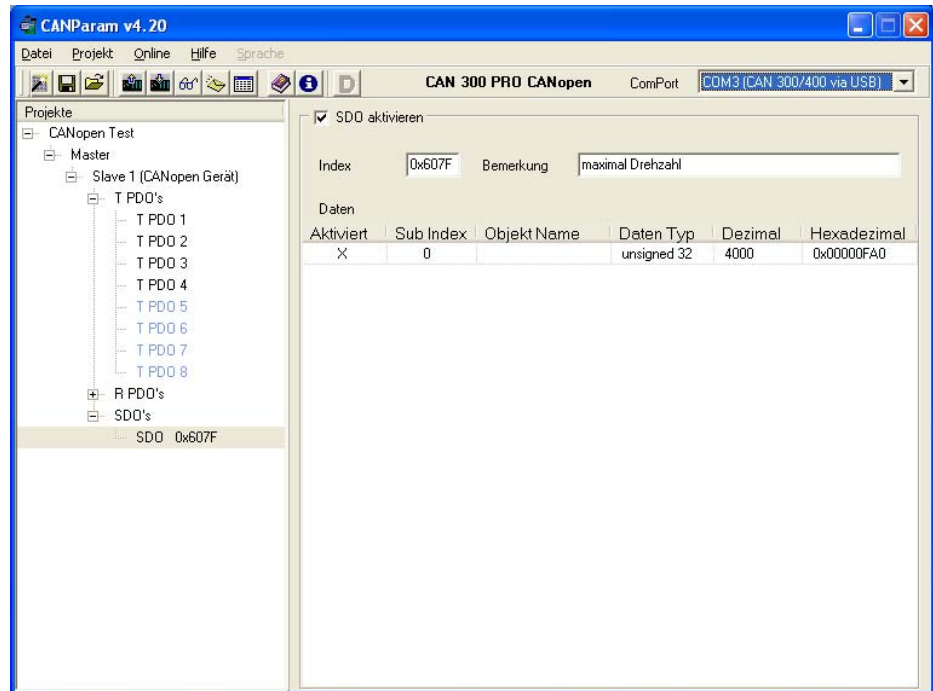 CANParam v4.20
Datei Projekt Online Hilfe Sprache
D CAN 300 PRO CANopen ComPort COM3 (CAN 300/400 via USB)
Projekte
CANopen Test
Master
Slave 1 (CANopen Gerät)
T PDO's
T PDO 1
T PDO 2
T PDO 3
T PDO 4
T PDO 5
T PDO 6
T PDO 7
T PDO 8
R PDO's
SDO's
SDO 0x607F
SDO aktivieren
Index 0x607F Bemerkung maximal Drehzahl
Daten
Aktiviert Sub Index Objekt Name Daten Typ Dezimal Hexadezimal
X 0 unsigned 32 4000 0x00000FA0